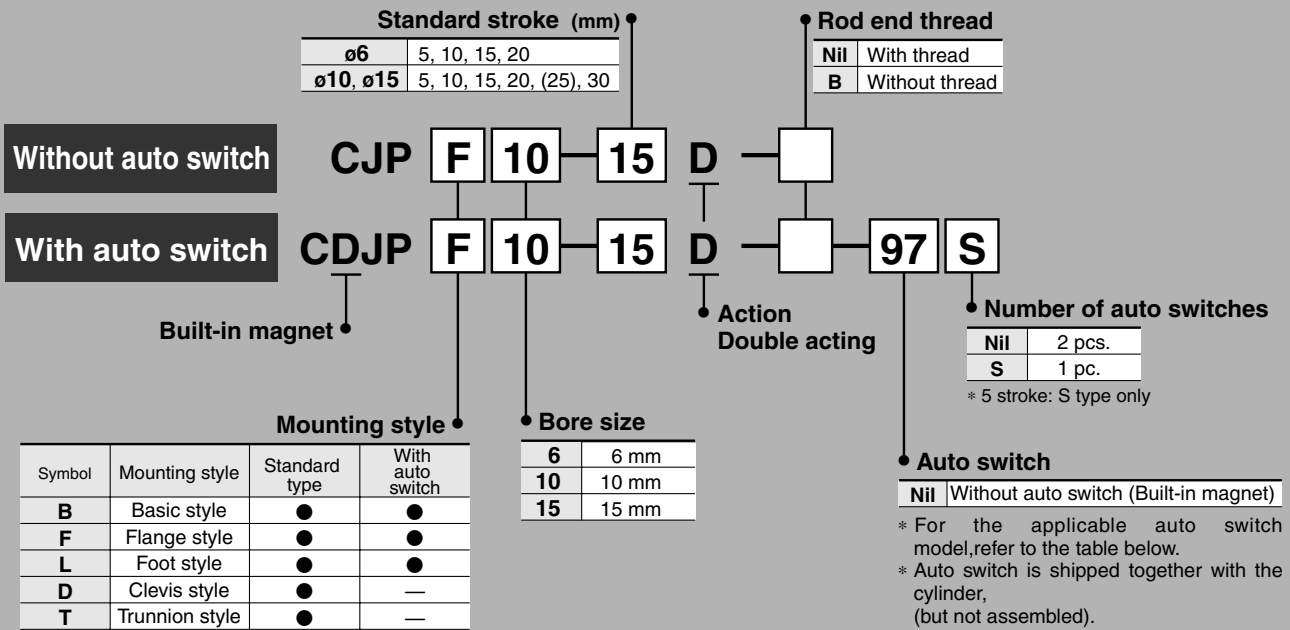 Standard stroke (mm)
ø6 5, 10, 15, 20
ø10, ø15 5, 10, 15, 20, (25), 30
Rod end thread
Nil With thread
B Without thread
Without auto switch CJP F 10 15 D
With auto switch CDJP F 10 15 D 97 S
Built-in magnet
Action
Double acting
Number of auto switches
Nil 2 pcs.
S 1 pc.
* 5 stroke: S type only
Mounting style
Symbol Mounting style Standard type With auto switch
B Basic style ● ●
F Flange style ● ●
L Foot style ● ●
D Clevis style ● —
T Trunnion style ● —
Bore size
6 6 mm
10 10 mm
15 15 mm
Auto switch
Nil Without auto switch (Built-in magnet)
* For the applicable auto switch
model,refer to the table below.
* Auto switch is shipped together with the
cylinder,
(but not assembled).